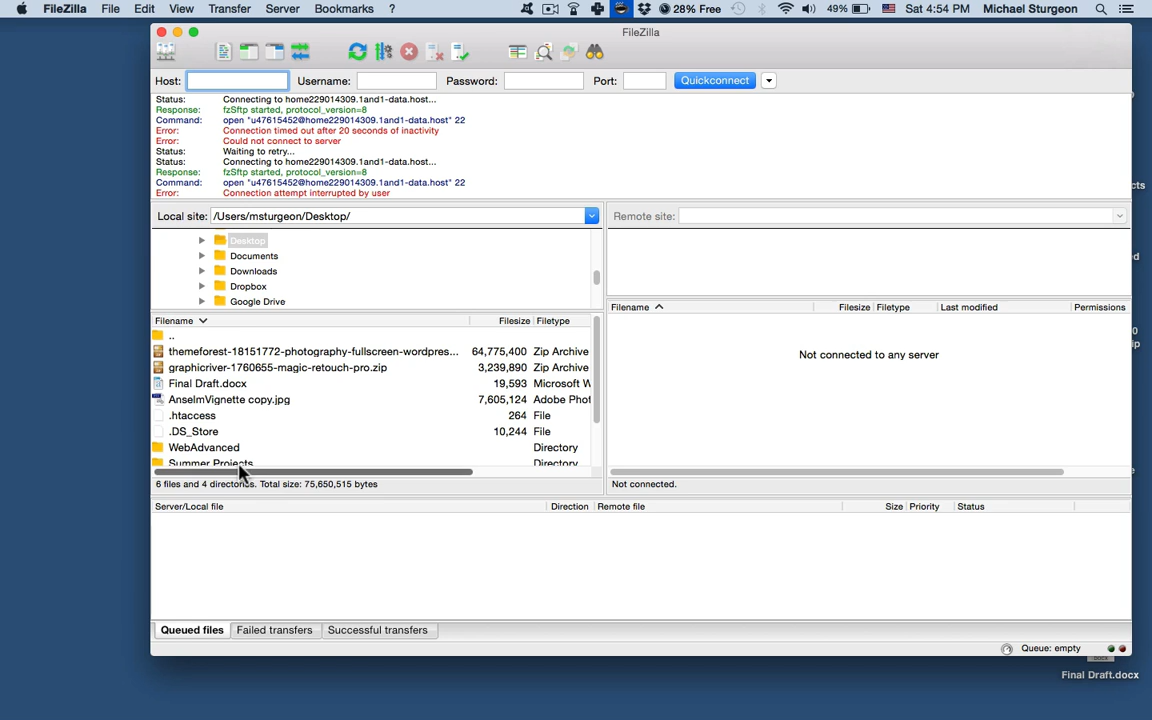 FileZilla File Edit View Transfer Server Bookmarks ? 28% Free 49% Sat 4:54 PM Michael Sturgeon
FileZilla
Host: Username: Password: Port: Quickconnect
Status: Connecting to home229014309.1and1-data.host...
Response: fzSftp started, protocol_version=8
Command: open "u47615452@home229014309.1and1-data.host" 22
Error: Connection timed out after 20 seconds of inactivity
Error: Could not connect to server
Status: Waiting to retry...
Status: Connecting to home229014309.1and1-data.host...
Response: fzSftp started, protocol_version=8
Command: open "u47615452@home229014309.1and1-data.host" 22
Error: Connection attempt interrupted by user
Local site: /Users/msturgeon/Desktop/ Remote site:
Desktop
Documents
Downloads
Dropbox
Google Drive
Filename Filesize Filetype
..
themeforest-18151772-photography-fullscreen-wordpres... 64,775,400 Zip Archive
graphicriver-1760655-magic-retouch-pro.zip 3,239,890 Zip Archive
Final Draft.docx 19,593 Microsoft W
AnselmVignette copy.jpg 7,605,124 Adobe Phot
.htaccess 264 File
.DS_Store 10,244 File
WebAdvanced Directory
Summer Projects Directory
6 files and 4 directories. Total size: 75,650,515 bytes
Filename Filesize Filetype Last modified Permissions
Not connected to any server
Not connected.
Server/Local file Direction Remote file Size Priority Status
Queued files Failed transfers Successful transfers
Queue: empty
cts
ed
0
ip
e
Final Draft.docx